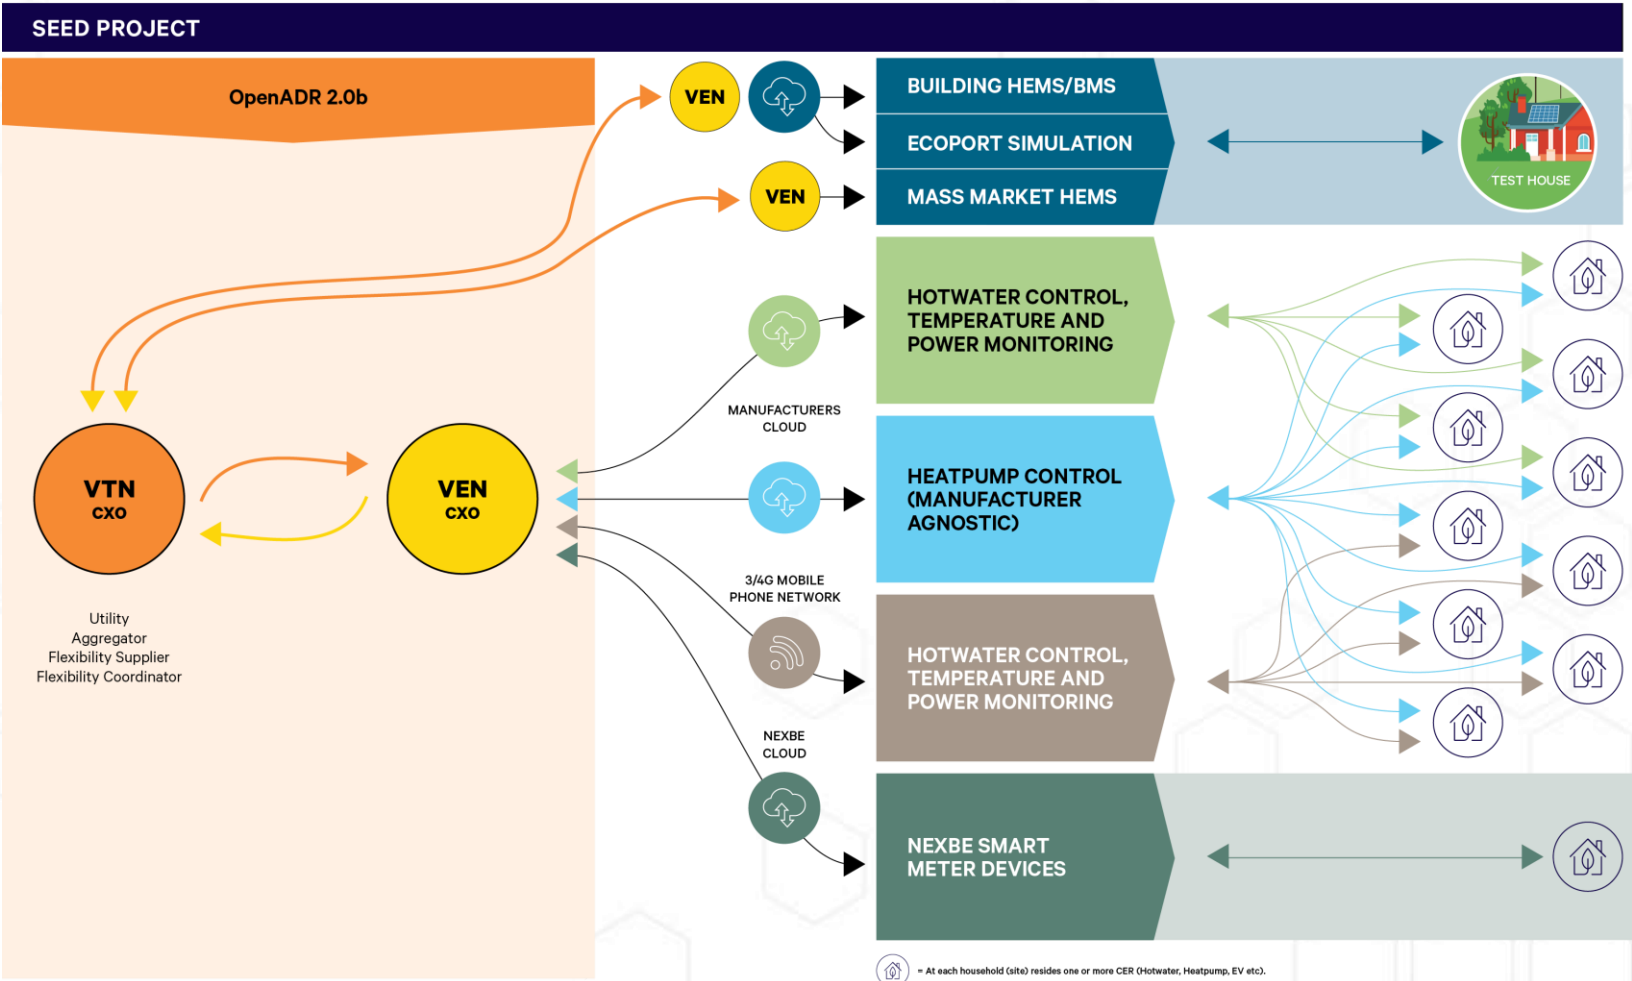 SEED PROJECT
OpenADR 2.0b
VEN
BUILDING HEMS/BMS
ECOPORT SIMULATION
VEN
MASS MARKET HEMS
TEST HOUSE
HOTWATER CONTROL,
TEMPERATURE AND
POWER MONITORING
MANUFACTURERS
CLOUD
VTN
CXO
VEN
CXO
HEATPUMP CONTROL
(MANUFACTURER
AGNOSTIC)
3/4G MOBILE
PHONE NETWORK
Utility
Aggregator
Flexibility Supplier
Flexibility Coordinator
HOTWATER CONTROL,
TEMPERATURE AND
POWER MONITORING
NEXBE
CLOUD
NEXBE SMART
METER DEVICES
= At each household (site) resides one or more CER (Hotwater, Heatpump, EV etc).